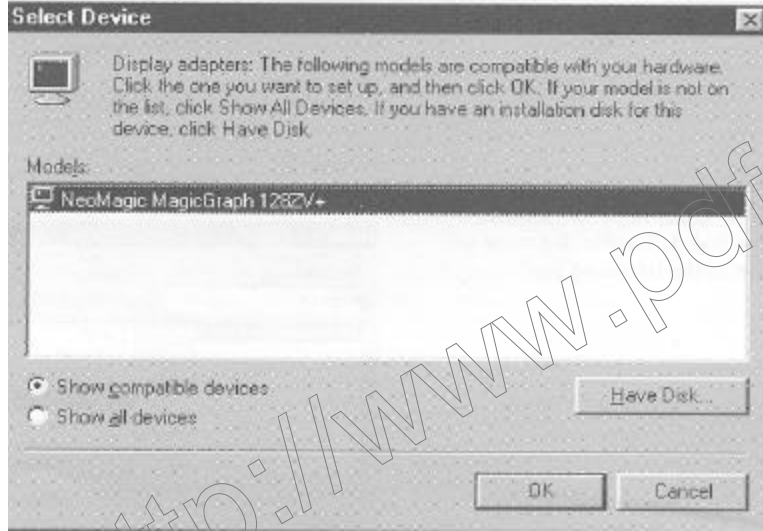 Select Device
Display adapters: The following models are compatible with your hardware.
Click the one you want to set up, and then click OK. If your model is not on
the list, click Show All Devices. If you have an installation disk for this
device, click Have Disk.
Models:
NeoMagic MagicGraph 128ZV+
Show compatible devices
Show all devices
Have Disk...
OK
Cancel
http://www.pdf